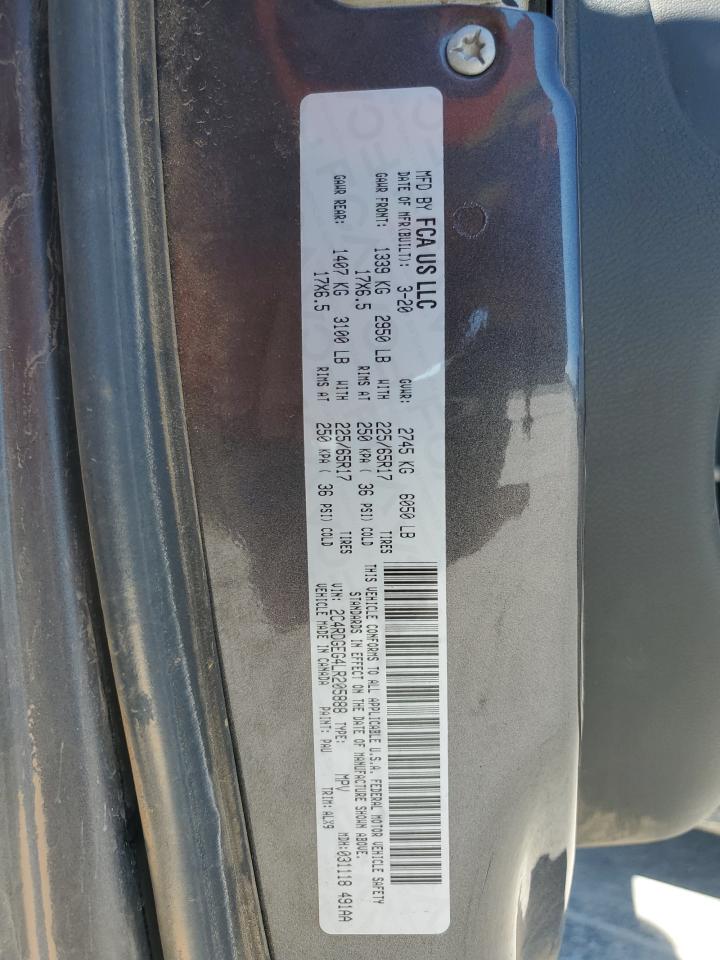 MFD BY FCA US LLC
DATE OF MFR(BUILT): 3-20 GVWR: 2745 KG 6050 LB
GAWR FRONT: 1339 KG 2950 LB WITH 225/65R17 TIRES
17X6.5 RIMS AT 250 KPA ( 36 PSI) COLD
GAWR REAR: 1407 KG 3100 LB WITH 225/65R17 TIRES
17X6.5 RIMS AT 250 KPA ( 36 PSI) COLD
THIS VEHICLE CONFORMS TO ALL APPLICABLE U.S.A. FEDERAL MOTOR VEHICLE SAFETY
STANDARDS IN EFFECT ON THE DATE OF MANUFACTURE SHOWN ABOVE.
VIN: 2C4RDGEG4LR205888 TYPE: MPV MDH:031118 491AA
VEHICLE MADE IN CANADA PAINT: PAU TRIM: ALX9